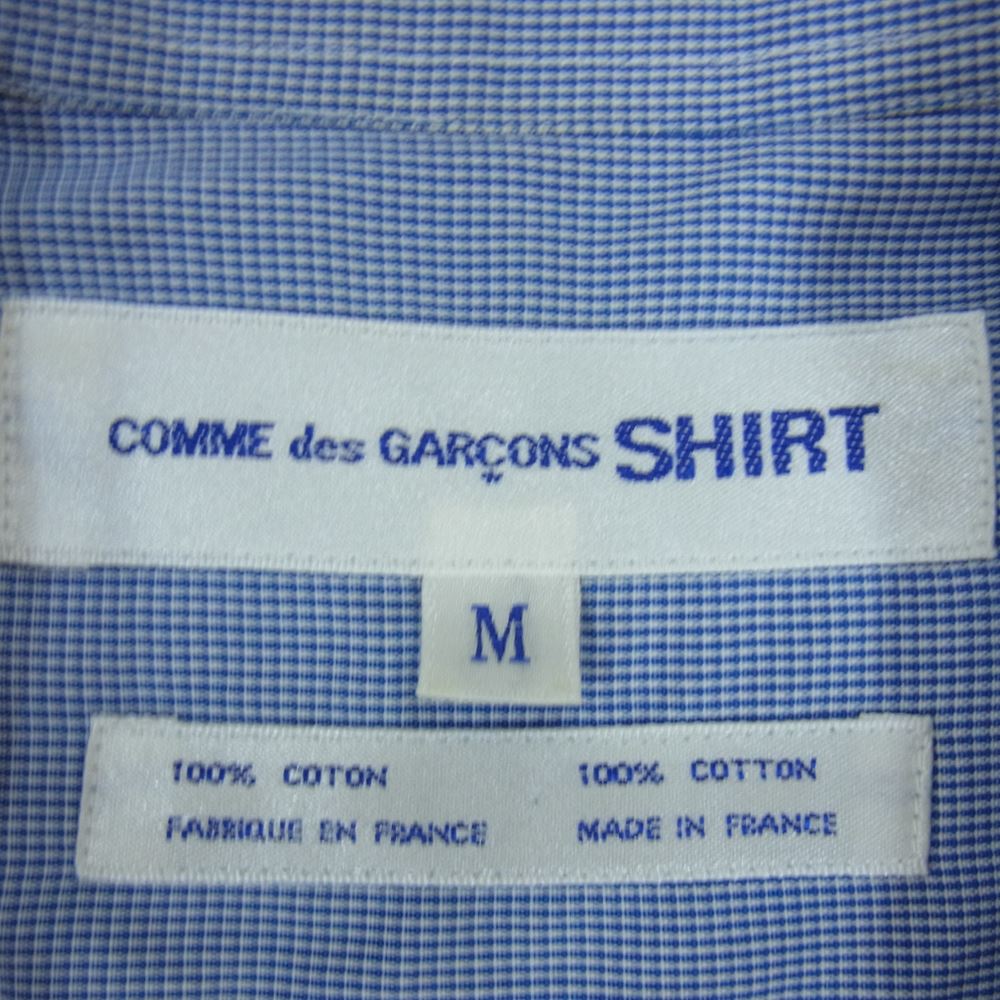 COMME des GARÇONS SHIRT
M
100% COTON 100% COTTON
FABRIQUE EN FRANCE MADE IN FRANCE